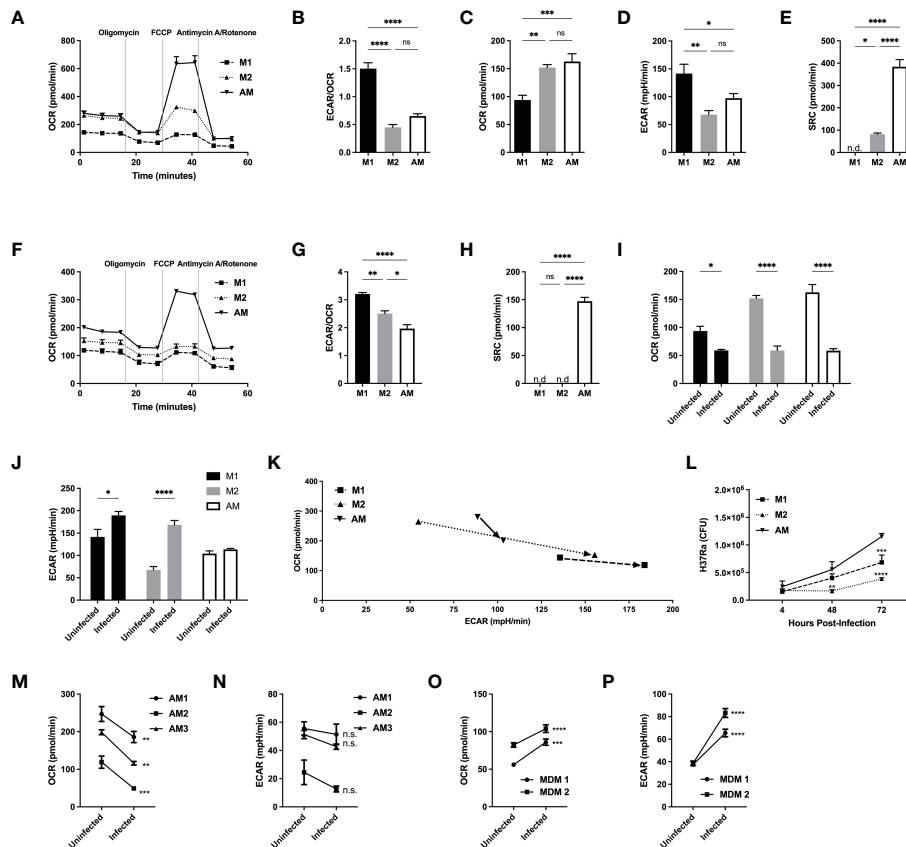 A
Oligomycin FCCP Antimycin A/Rotenone
M1
M2
AM
OCR (pmol/min)
800
600
400
200
0
0 20 40 60
Time (minutes)
B
****
**** ns
ECAR/OCR
2.0
1.5
1.0
0.5
0.0
M1 M2 AM
C
***
** ns
OCR (pmol/min)
200
150
100
50
0
M1 M2 AM
D
*
** ns
ECAR (mpH/min)
200
150
100
50
0
M1 M2 AM
E
****
* ****
SRC (pmol/min)
500
400
300
200
100
0
n.d.
M1 M2 AM
F
Oligomycin FCCP Antimycin A/Rotenone
M1
M2
AM
OCR (pmol/min)
400
300
200
100
0
0 20 40 60
Time (minutes)
G
****
** *
ECAR/OCR
4
3
2
1
0
M1 M2 AM
H
****
ns ****
SRC (pmol/min)
200
150
100
50
0
n.d n.d
M1 M2 AM
I
* **** ****
OCR (pmol/min)
200
150
100
50
0
Uninfected Infected Uninfected Infected Uninfected Infected
J
M1
M2
AM
* ****
ECAR (mpH/min)
300
250
200
150
100
50
0
Uninfected Infected Uninfected Infected Uninfected Infected
K
M1
M2
AM
OCR (pmol/min)
400
300
200
100
0
0 25 50 75 100 125 150 175 200
ECAR (mpH/min)
L
M1
M2
AM
H37Ra (CFU)
2.0×10⁶
1.5×10⁶
1.0×10⁶
5.0×10⁵
0.0
***
**
****
4 48 72
Hours Post-Infection
M
AM1
AM2
AM3
OCR (pmol/min)
300
200
100
0
**
**
***
Uninfected Infected
N
AM1
AM2
AM3
ECAR (mpH/min)
80
60
40
20
0
n.s.
n.s.
n.s.
Uninfected Infected
O
OCR (pmol/min)
150
100
50
0
****
***
MDM 1
MDM 2
Uninfected Infected
P
ECAR (mpH/min)
100
80
60
40
20
0
****
****
MDM 1
MDM 2
Uninfected Infected